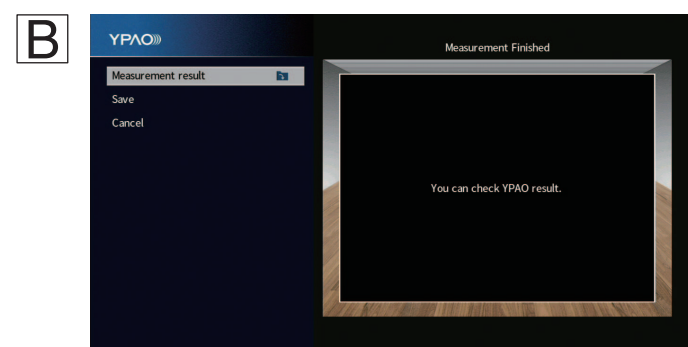 B
YPAO
Measurement Finished
Measurement result
Save
Cancel
You can check YPAO result.